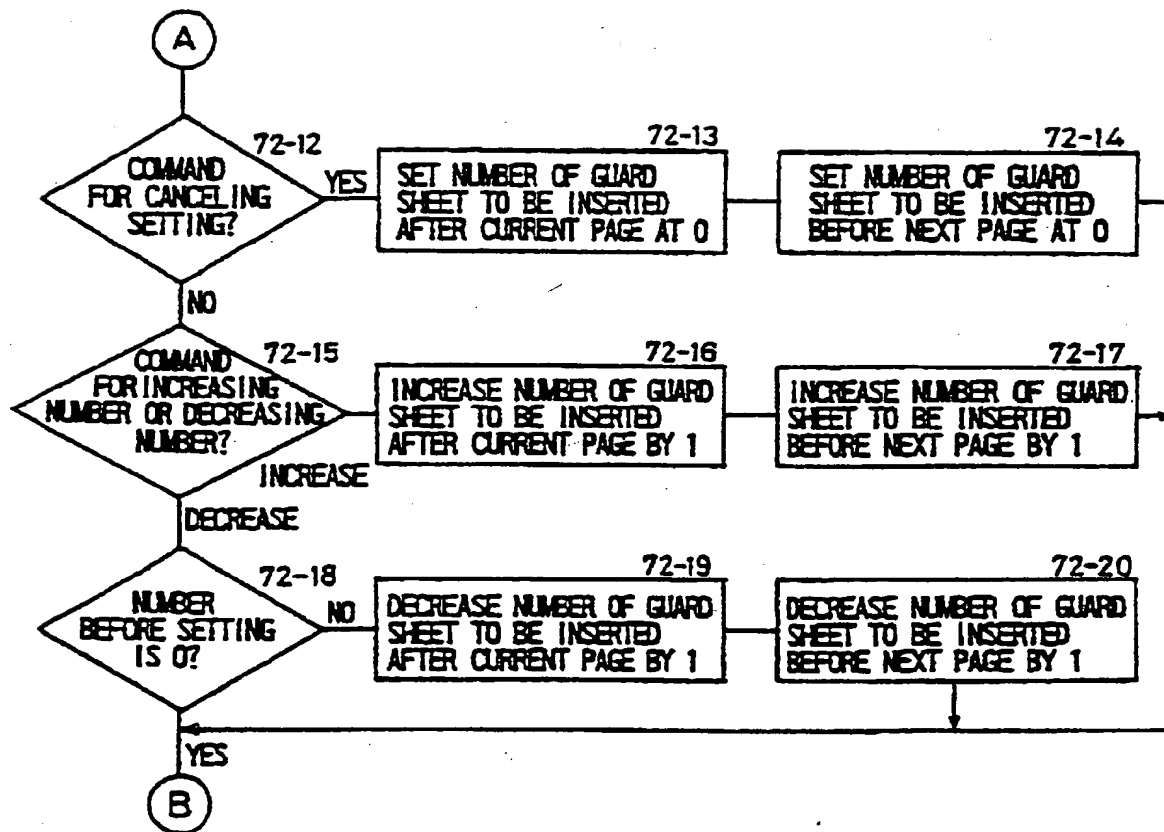 A
72-12
COMMAND
FOR CANCELING
SETTING?
YES
72-13
SET NUMBER OF GUARD
SHEET TO BE INSERTED
AFTER CURRENT PAGE AT 0
72-14
SET NUMBER OF GUARD
SHEET TO BE INSERTED
BEFORE NEXT PAGE AT 0
NO
72-15
COMMAND
FOR INCREASING
NUMBER OR DECREASING
NUMBER?
INCREASE
72-16
INCREASE NUMBER OF GUARD
SHEET TO BE INSERTED
AFTER CURRENT PAGE BY 1
72-17
INCREASE NUMBER OF GUARD
SHEET TO BE INSERTED
BEFORE NEXT PAGE BY 1
DECREASE
72-18
NUMBER
BEFORE SETTING
IS 0?
NO
72-19
DECREASE NUMBER OF GUARD
SHEET TO BE INSERTED
AFTER CURRENT PAGE BY 1
72-20
DECREASE NUMBER OF GUARD
SHEET TO BE INSERTED
BEFORE NEXT PAGE BY 1
YES
B